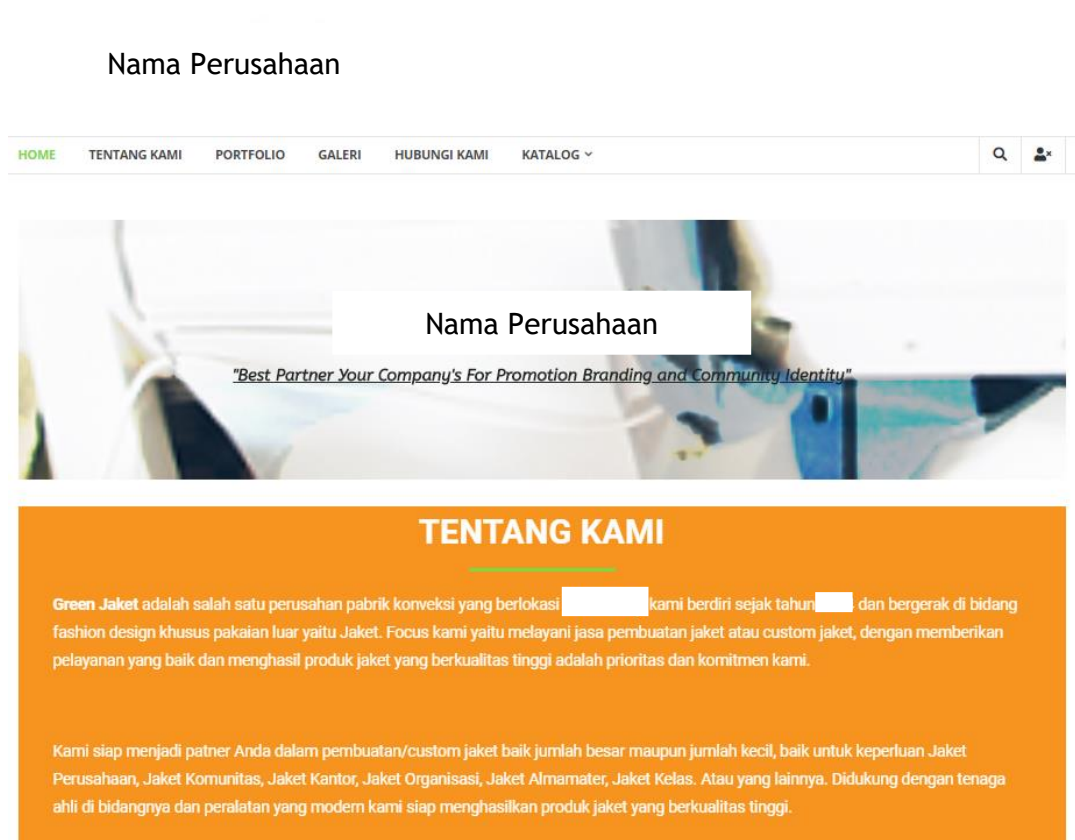 Nama Perusahaan
HOME TENTANG KAMI PORTFOLIO GALERI HUBUNGI KAMI KATALOG
Nama Perusahaan
"Best Partner Your Company's For Promotion Branding and Community Identity"
TENTANG KAMI
Green Jaket adalah salah satu perusahan pabrik konveksi yang berlokasi kami berdiri sejak tahun dan bergerak di bidang
fashion design khusus pakaian luar yaitu Jaket. Focus kami yaitu melayani jasa pembuatan jaket atau custom jaket, dengan memberikan
pelayanan yang baik dan menghasil produk jaket yang berkualitas tinggi adalah prioritas dan komitmen kami.
Kami siap menjadi patner Anda dalam pembuatan/custom jaket baik jumlah besar maupun jumlah kecil, baik untuk keperluan Jaket
Perusahaan, Jaket Komunitas, Jaket Kantor, Jaket Organisasi, Jaket Almamater, Jaket Kelas. Atau yang lainnya. Didukung dengan tenaga
ahli di bidangnya dan peralatan yang modern kami siap menghasilkan produk jaket yang berkualitas tinggi.